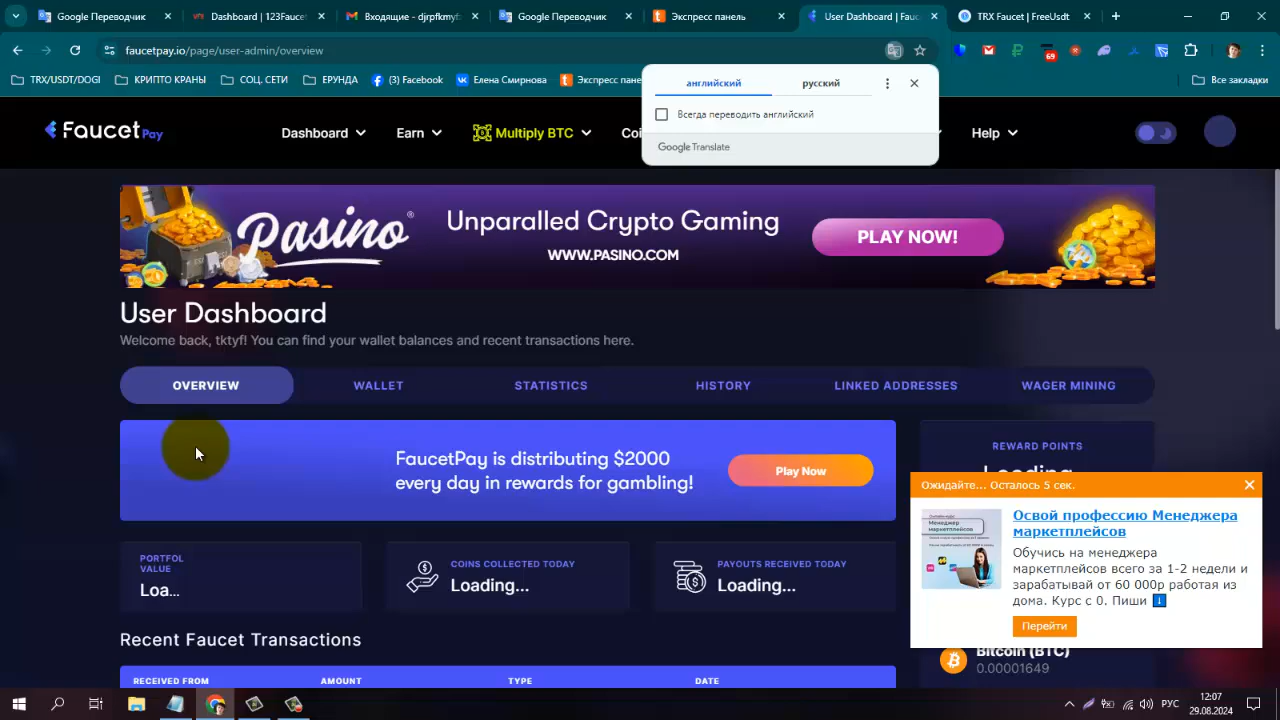 Google Переводчик
Dashboard | 123Faucet
Входящие - djrpfkmyf
Google Переводчик
Экспресс панель
User Dashboard | Fauce
TRX Faucet | FreeUsdt
faucetpay.io/page/user-admin/overview
69
TRX/USDT/DOGI
КРИПТО КРАНЫ
СОЦ. СЕТИ
ЕРУНДА
(3) Facebook
Елена Смирнова
Экспресс пане
Все закладки
английский
русский
Всегда переводить английский
Google Translate
FaucetPay
Dashboard
Earn
Multiply BTC
Coi
Help
Pasino®
Unparalled Crypto Gaming
WWW.PASINO.COM
PLAY NOW!
User Dashboard
Welcome back, tktyf! You can find your wallet balances and recent transactions here.
OVERVIEW
WALLET
STATISTICS
HISTORY
LINKED ADDRESSES
WAGER MINING
FaucetPay is distributing $2000
every day in rewards for gambling!
Play Now
REWARD POINTS
Loading
Ожидайте... Осталось 5 сек.
Освой профессию Менеджера
маркетплейсов
Обучись на менеджера
маркетплейсов всего за 1-2 недели и
зарабатывай от 60 000р работая из
дома. Курс с 0. Пиши
Перейти
PORTFOL
VALUE
Loa...
COINS COLLECTED TODAY
Loading...
PAYOUTS RECEIVED TODAY
Loading...
Bitcoin (BTC)
0.00001649
Recent Faucet Transactions
RECEIVED FROM
AMOUNT
TYPE
DATE
РУС
12:07
29.08.2024